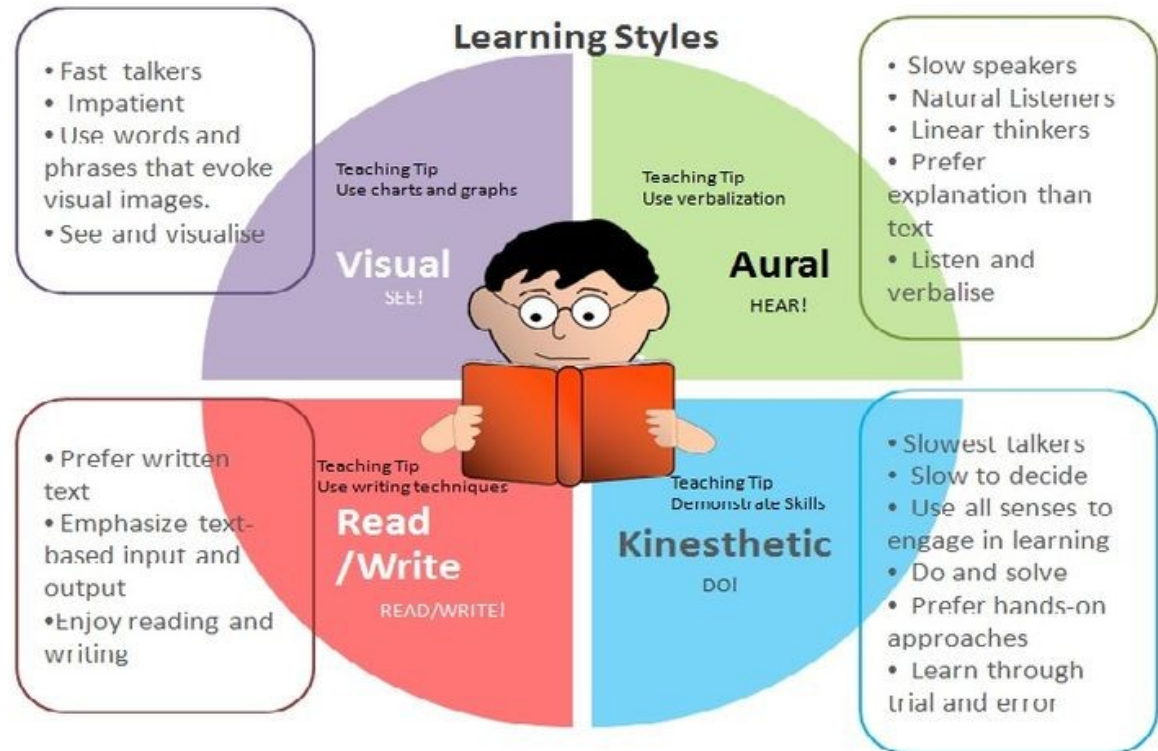 Learning Styles
• Fast talkers
• Impatient
• Use words and
phrases that evoke
visual images.
• See and visualise
Teaching Tip
Use charts and graphs
Visual
SEE!
Teaching Tip
Use verbalization
Aural
HEAR!
• Slow speakers
• Natural Listeners
• Linear thinkers
• Prefer
explanation than
text
• Listen and
verbalise
• Prefer written
text
• Emphasize text-
based input and
output
•Enjoy reading and
writing
Teaching Tip
Use writing techniques
Read
/Write
READ/WRITE!
Teaching Tip
Demonstrate Skills
Kinesthetic
DO!
•Slowest talkers
• Slow to decide
• Use all senses to
engage in learning
• Do and solve
• Prefer hands-on
approaches
• Learn through
trial and error